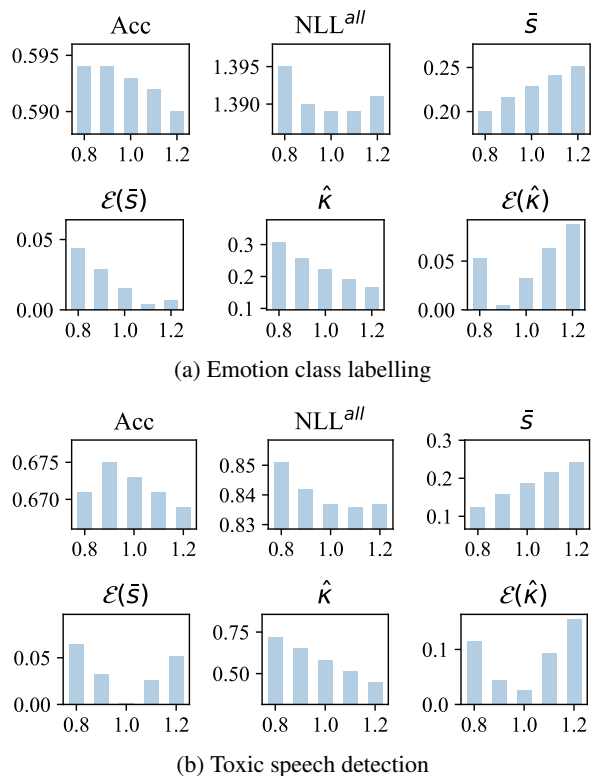 Acc NLL^all s̄
0.595 1.395 0.25
0.590 1.390 0.20
0.8 1.0 1.2 0.8 1.0 1.2 0.8 1.0 1.2
ℰ(s̄) κ̂ ℰ(κ̂)
0.05 0.3 0.05
0.2
0.00 0.1 0.00
0.8 1.0 1.2 0.8 1.0 1.2 0.8 1.0 1.2
(a) Emotion class labelling
Acc NLL^all s̄
0.675 0.85 0.3
0.84 0.2
0.670 0.83 0.1
0.8 1.0 1.2 0.8 1.0 1.2 0.8 1.0 1.2
ℰ(s̄) κ̂ ℰ(κ̂)
0.05 0.75 0.1
0.50
0.00 0.0
0.8 1.0 1.2 0.8 1.0 1.2 0.8 1.0 1.2
(b) Toxic speech detection